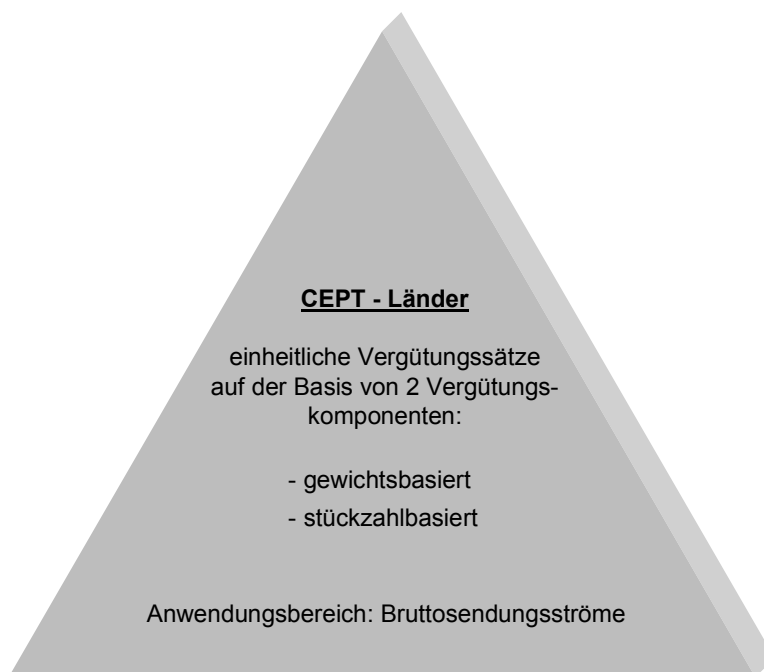 CEPT - Länder
einheitliche Vergütungssätze
auf der Basis von 2 Vergütungs-
komponenten:
- gewichtsbasiert
- stückzahlbasiert
Anwendungsbereich: Bruttosendungsströme